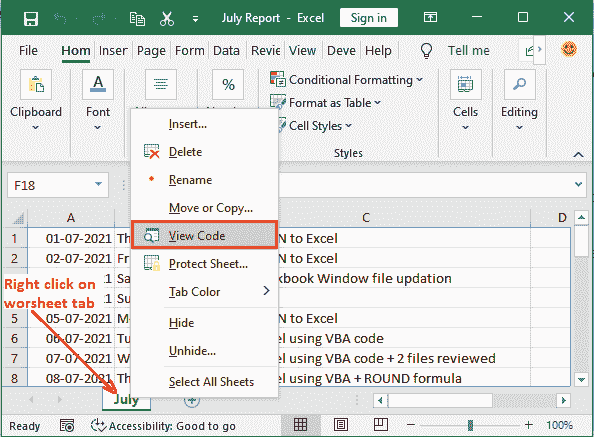 July Report - Excel
Sign in
File Hom Inser Page Form Data Revie View Deve Help Tell me
Clipboard
Font
%
Conditional Formatting
Format as Table
Cell Styles
Styles
Cells
Editing
F18
Insert...
Delete
Rename
Move or Copy...
View Code
Protect Sheet...
Tab Color
Hide
Unhide...
Select All Sheets
A C D
1 01-07-2021 Th N to Excel
2 02-07-2021 Fr N to Excel
1 Sa kbook Window file updation
1 Su
5 05-07-2021 M N to Excel
6 06-07-2021 Tu el using VBA code
7 07-07-2021 W el using VBA code + 2 files reviewed
8 08-07-2021 Th el using VBA + ROUND formula
Right click on
worsheet tab
July
Ready Accessibility: Good to go 100%